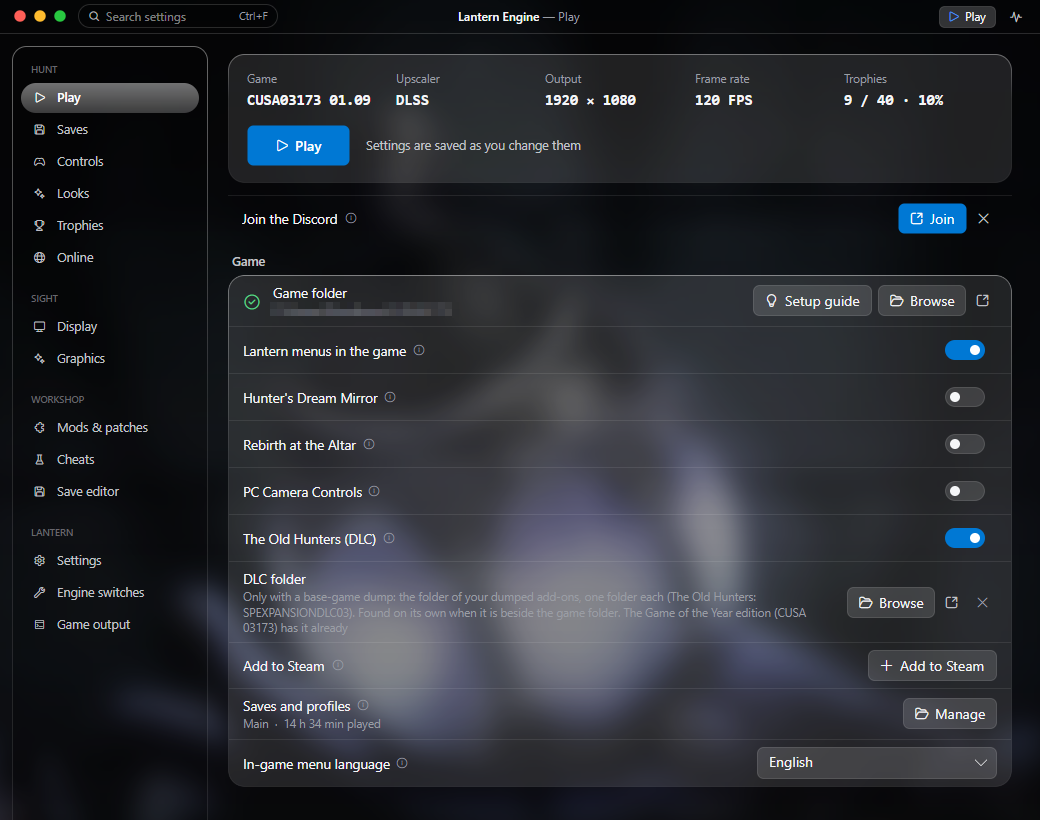 Search settings Ctrl+F
Lantern Engine — Play
Play
HUNT
Play
Saves
Controls
Looks
Trophies
Online
SIGHT
Display
Graphics
WORKSHOP
Mods & patches
Cheats
Save editor
LANTERN
Settings
Engine switches
Game output
Game Upscaler Output Frame rate Trophies
CUSA03173 01.09 DLSS 1920 × 1080 120 FPS 9 / 40 · 10%
Play Settings are saved as you change them
Join the Discord Join
Game
Game folder Setup guide Browse
Lantern menus in the game
Hunter's Dream Mirror
Rebirth at the Altar
PC Camera Controls
The Old Hunters (DLC)
DLC folder
Only with a base-game dump: the folder of your dumped add-ons, one folder each (The Old Hunters:
SPEXPANSIONDLC03). Found on its own when it is beside the game folder. The Game of the Year edition (CUSA
03173) has it already
Browse
Add to Steam Add to Steam
Saves and profiles
Main · 14 h 34 min played
Manage
In-game menu language English